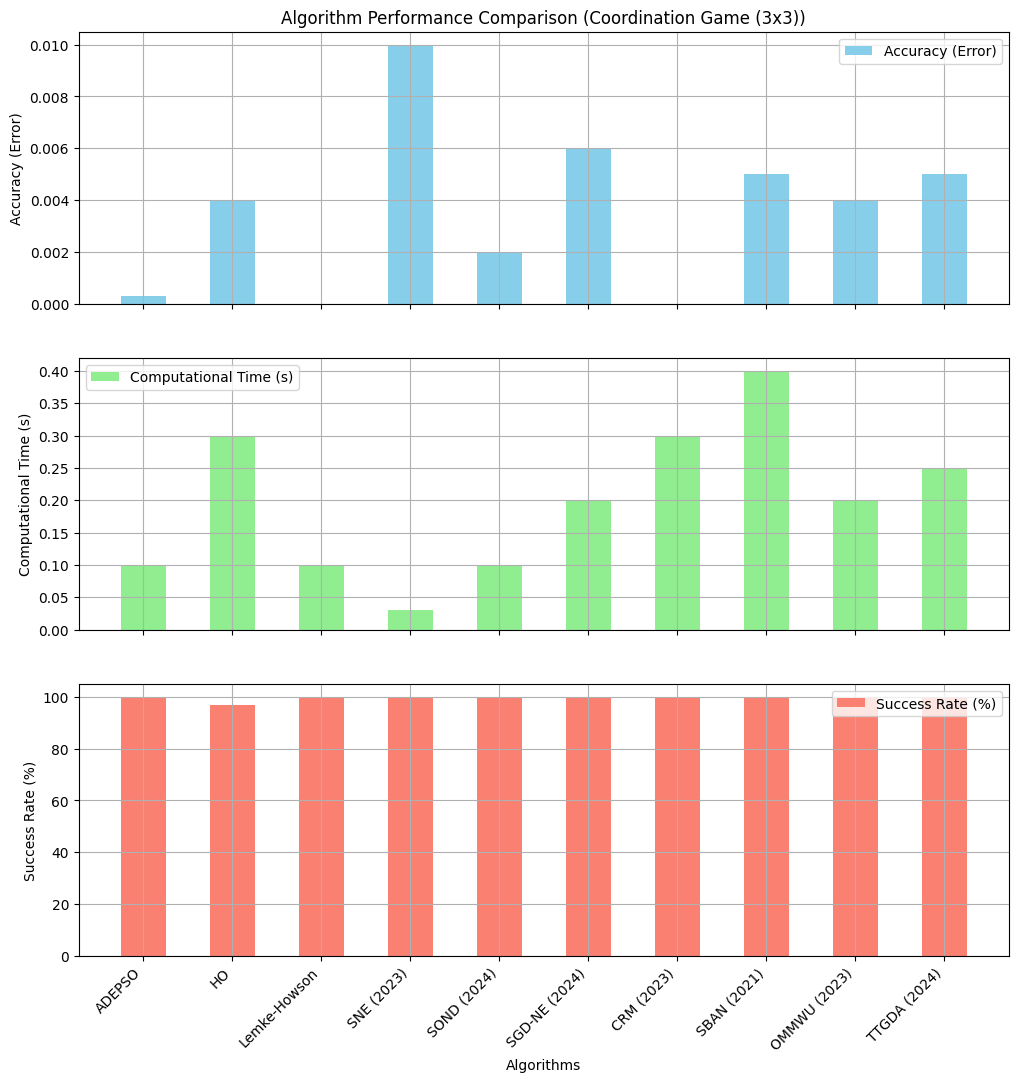 Algorithm Performance Comparison (Coordination Game (3x3))
Accuracy (Error)
0.010
0.008
0.006
0.004
0.002
0.000
Accuracy (Error)
Computational Time (s)
0.40
0.35
0.30
0.25
0.20
0.15
0.10
0.05
0.00
Computational Time (s)
Success Rate (%)
100
80
60
40
20
0
Success Rate (%)
ADEPSO
HO
Lemke-Howson
SNE (2023)
SOND (2024)
SGD-NE (2024)
CRM (2023)
SBAN (2021)
OMMWU (2023)
TTGDA (2024)
Algorithms